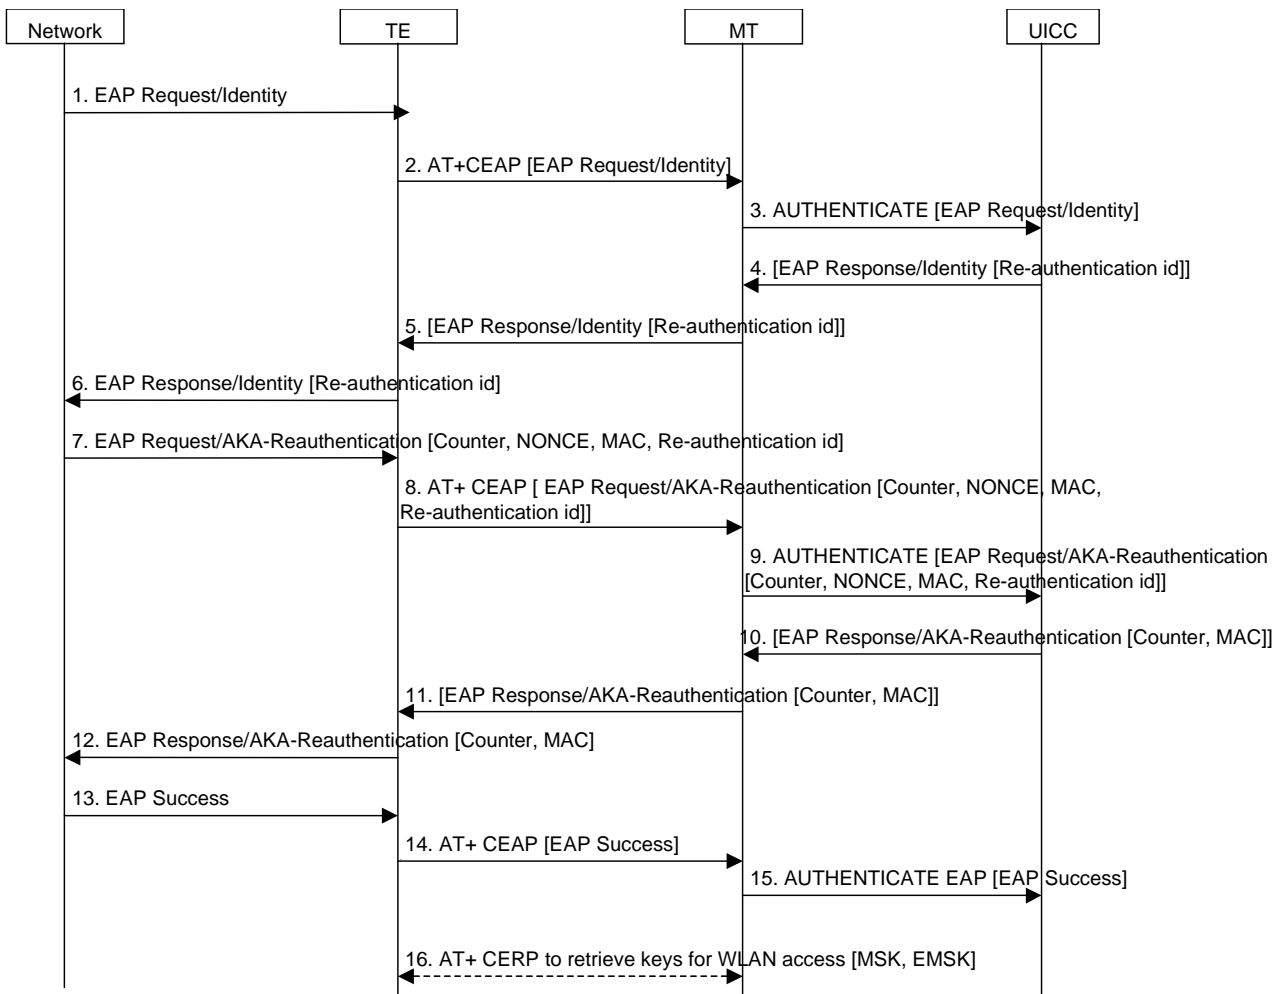 Network
TE
MT
UICC
1. EAP Request/Identity
2. AT+CEAP [EAP Request/Identity]
3. AUTHENTICATE [EAP Request/Identity]
4. [EAP Response/Identity [Re-authentication id]]
5. [EAP Response/Identity [Re-authentication id]]
6. EAP Response/Identity [Re-authentication id]
7. EAP Request/AKA-Reauthentication [Counter, NONCE, MAC, Re-authentication id]
8. AT+ CEAP [ EAP Request/AKA-Reauthentication [Counter, NONCE, MAC,
Re-authentication id]]
9. AUTHENTICATE [EAP Request/AKA-Reauthentication
[Counter, NONCE, MAC, Re-authentication id]]
10. [EAP Response/AKA-Reauthentication [Counter, MAC]]
11. [EAP Response/AKA-Reauthentication [Counter, MAC]]
12. EAP Response/AKA-Reauthentication [Counter, MAC]
13. EAP Success
14. AT+ CEAP [EAP Success]
15. AUTHENTICATE EAP [EAP Success]
16. AT+ CERP to retrieve keys for WLAN access [MSK, EMSK]